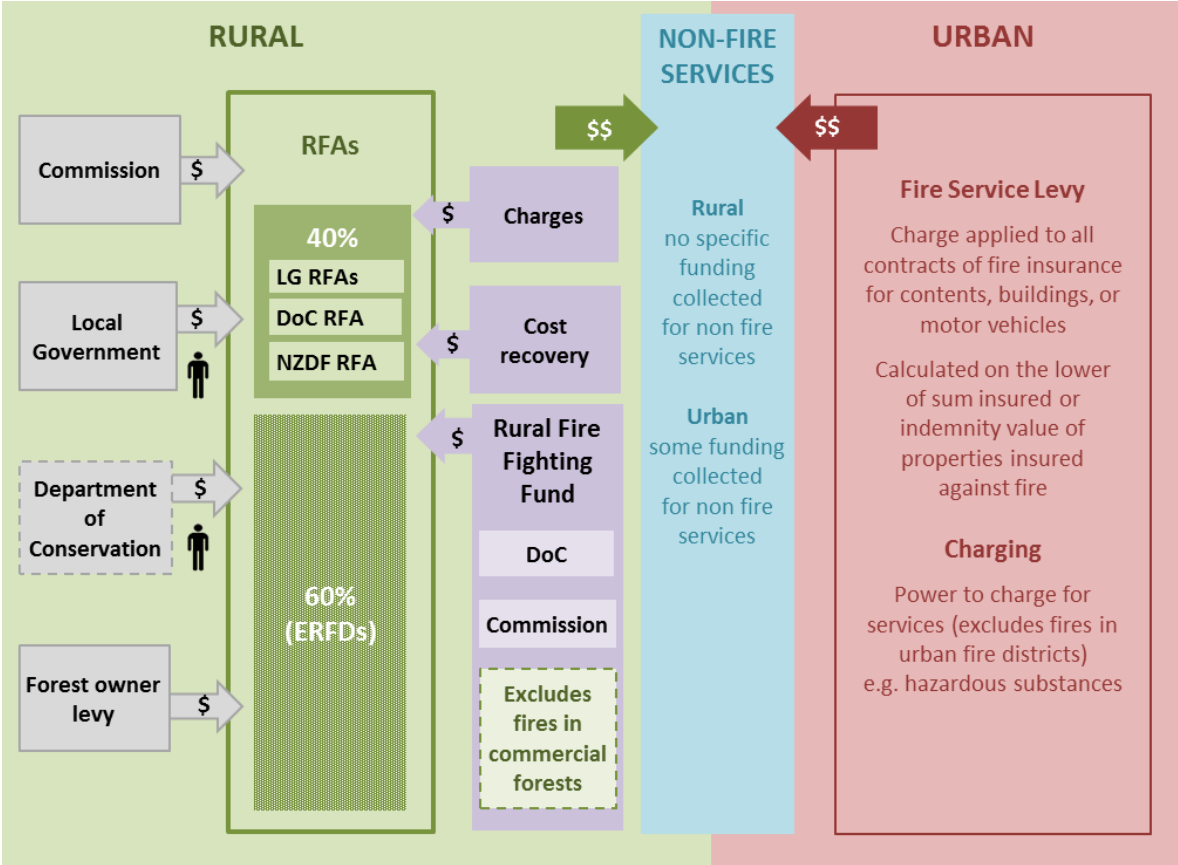 RURAL
Commission
$
Local
Government
$
Department
of
Conservation
$
Forest owner
levy
$
RFAs
40%
LG RFAs
DoC RFA
NZDF RFA
60%
(ERFDs)
$$
$
Charges
$
Cost
recovery
$
Rural Fire
Fighting
Fund
DoC
Commission
Excludes
fires in
commercial
forests
NON-FIRE
SERVICES
Rural
no specific
funding
collected
for non fire
services
Urban
some funding
collected
for non fire
services
URBAN
$$
Fire Service Levy
Charge applied to all
contracts of fire insurance
for contents, buildings, or
motor vehicles
Calculated on the lower
of sum insured or
indemnity value of
properties insured
against fire
Charging
Power to charge for
services (excludes fires in
urban fire districts)
e.g. hazardous substances